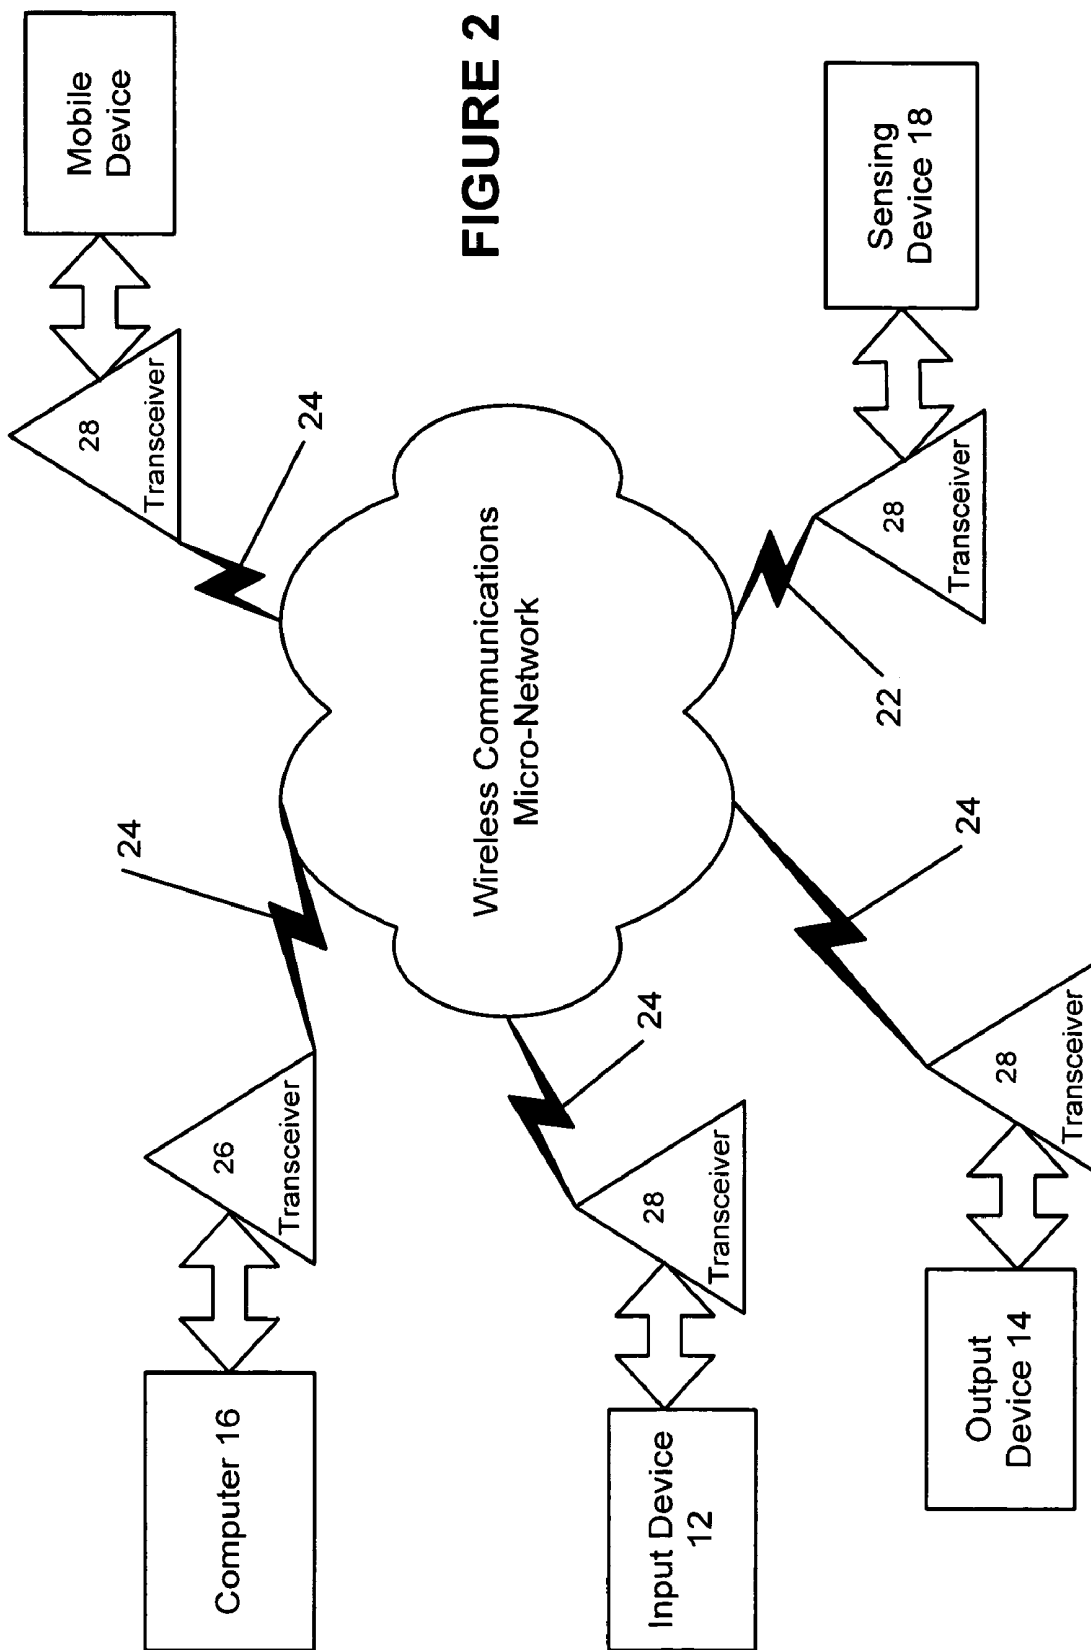 Computer 16
26
Transceiver
24
28
Transceiver
Mobile
Device
24
Wireless Communications
Micro-Network
FIGURE 2
Input Device
12
28
Transceiver
24
22
28
Transceiver
Sensing
Device 18
Output
Device 14
28
Transceiver
24